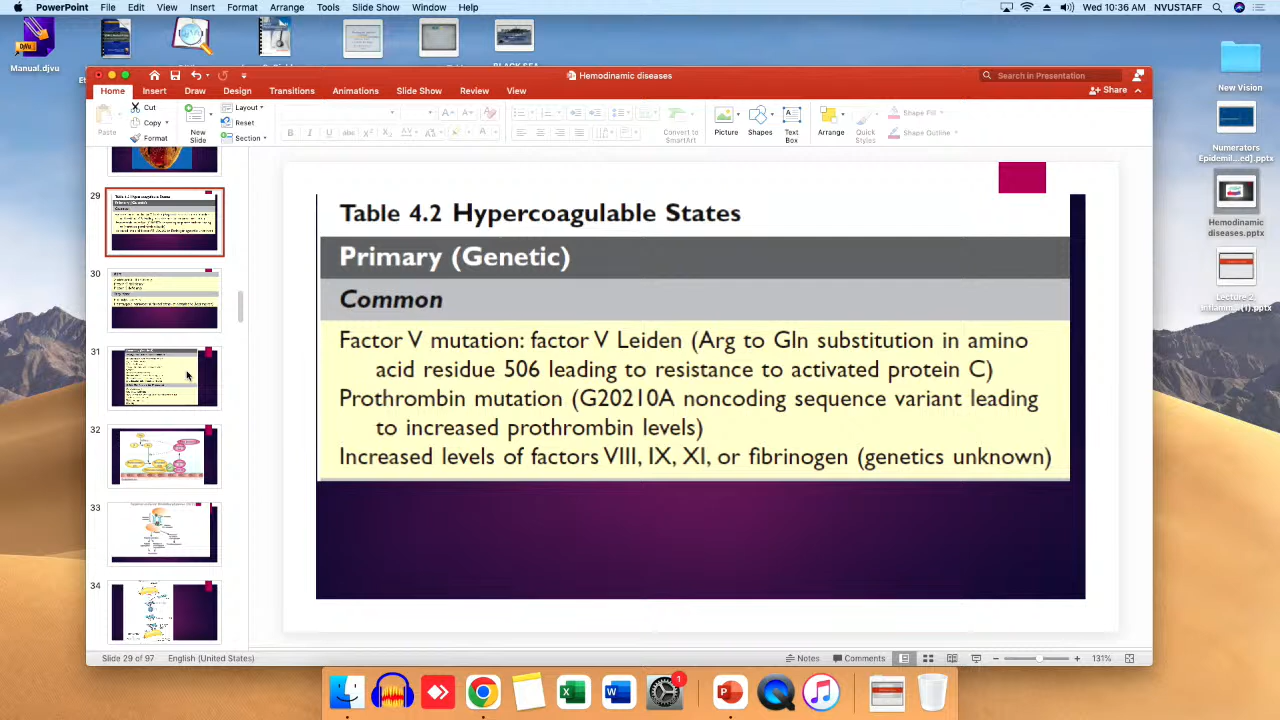 PowerPoint File Edit View Insert Format Arrange Tools Slide Show Window Help
Wed 10:36 AM NVUSTAFF
Manual.djvu
DjVu
New Vision
Numerators
Epidemil...ed].pptx
Hemodinamic
diseases.pptx
Lecture 2
Hemodinamic diseases
Search in Presentation
Home Insert Draw Design Transitions Animations Slide Show Review View
Share
Paste
Cut
Copy
Format
New
Slide
Layout
Reset
Section
Convert to
SmartArt
Picture
Shapes
Text
Box
Arrange
Quick
Styles
Shape Fill
Shape Outline
29
30
31
32
33
34
Table 4.2 Hypercoagulable States
Primary (Genetic)
Common
Factor V mutation: factor V Leiden (Arg to Gln substitution in amino
acid residue 506 leading to resistance to activated protein C)
Prothrombin mutation (G20210A noncoding sequence variant leading
to increased prothrombin levels)
Increased levels of factors VIII, IX, XI, or fibrinogen (genetics unknown)
Slide 29 of 97 English (United States)
Notes Comments
131%
1